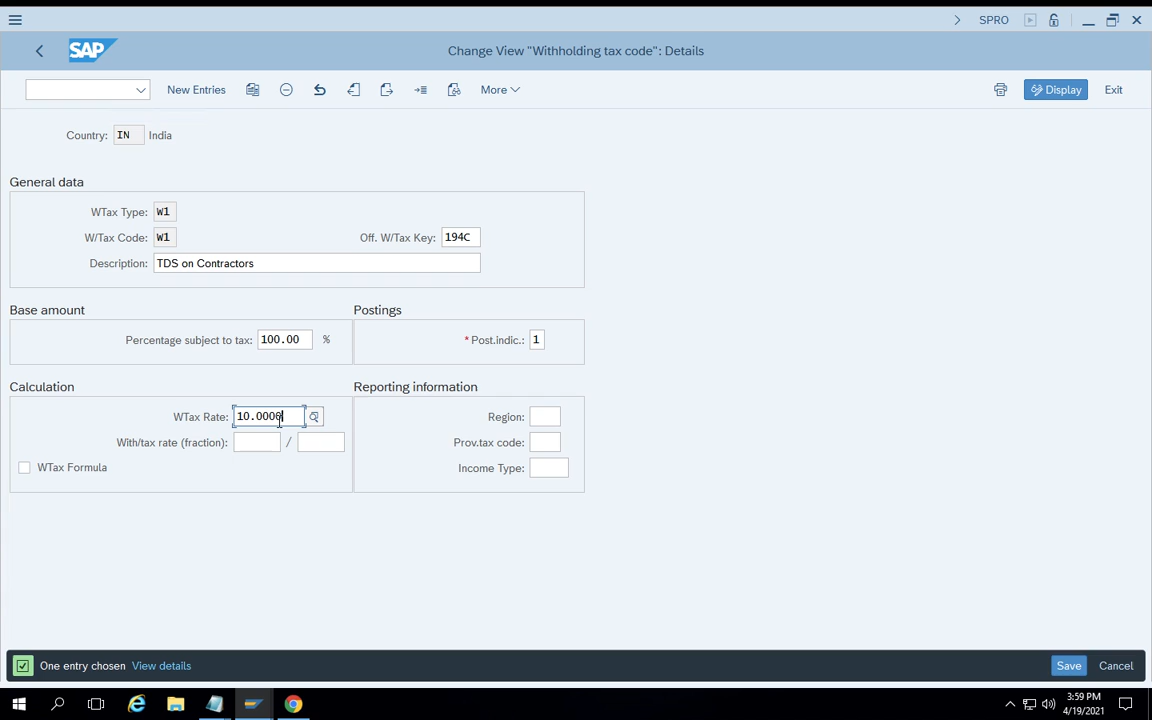 SPRO
SAP
Change View "Withholding tax code": Details
New Entries More Display Exit
Country: IN India
General data
WTax Type: W1
W/Tax Code: W1 Off. W/Tax Key: 194C
Description: TDS on Contractors
Base amount Postings
Percentage subject to tax: 100.00 % * Post.indic.: 1
Calculation Reporting information
WTax Rate: 10.0000 Region:
With/tax rate (fraction): / Prov.tax code:
WTax Formula Income Type:
One entry chosen View details Save Cancel
3:59 PM
4/19/2021